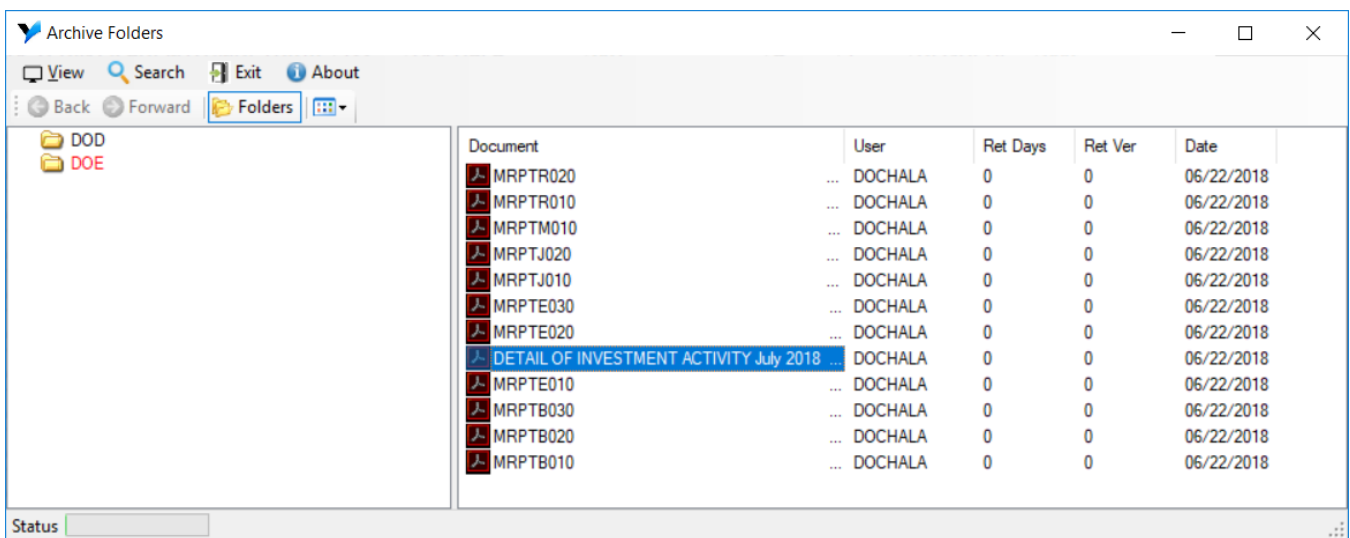 Archive Folders
View Search Exit About
Back Forward Folders
DOD
DOE
Document User Ret Days Ret Ver Date
MRPTR020 ... DOCHALA 0 0 06/22/2018
MRPTR010 ... DOCHALA 0 0 06/22/2018
MRPTM010 ... DOCHALA 0 0 06/22/2018
MRPTJ020 ... DOCHALA 0 0 06/22/2018
MRPTJ010 ... DOCHALA 0 0 06/22/2018
MRPTE030 ... DOCHALA 0 0 06/22/2018
MRPTE020 ... DOCHALA 0 0 06/22/2018
DETAIL OF INVESTMENT ACTIVITY July 2018 ... DOCHALA 0 0 06/22/2018
MRPTE010 ... DOCHALA 0 0 06/22/2018
MRPTB030 ... DOCHALA 0 0 06/22/2018
MRPTB020 ... DOCHALA 0 0 06/22/2018
MRPTB010 ... DOCHALA 0 0 06/22/2018
Status